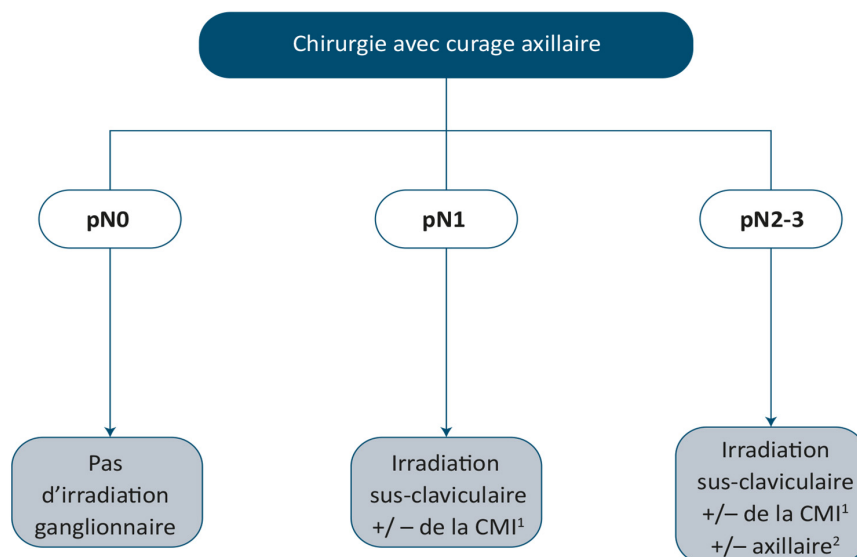 Chirurgie avec curage axillaire
pN0
pN1
pN2-3
Pas
d’irradiation
ganglionnaire
Irradiation
sus-claviculaire
+/– de la CMI¹
Irradiation
sus-claviculaire
+/– de la CMI¹
+/– axillaire²